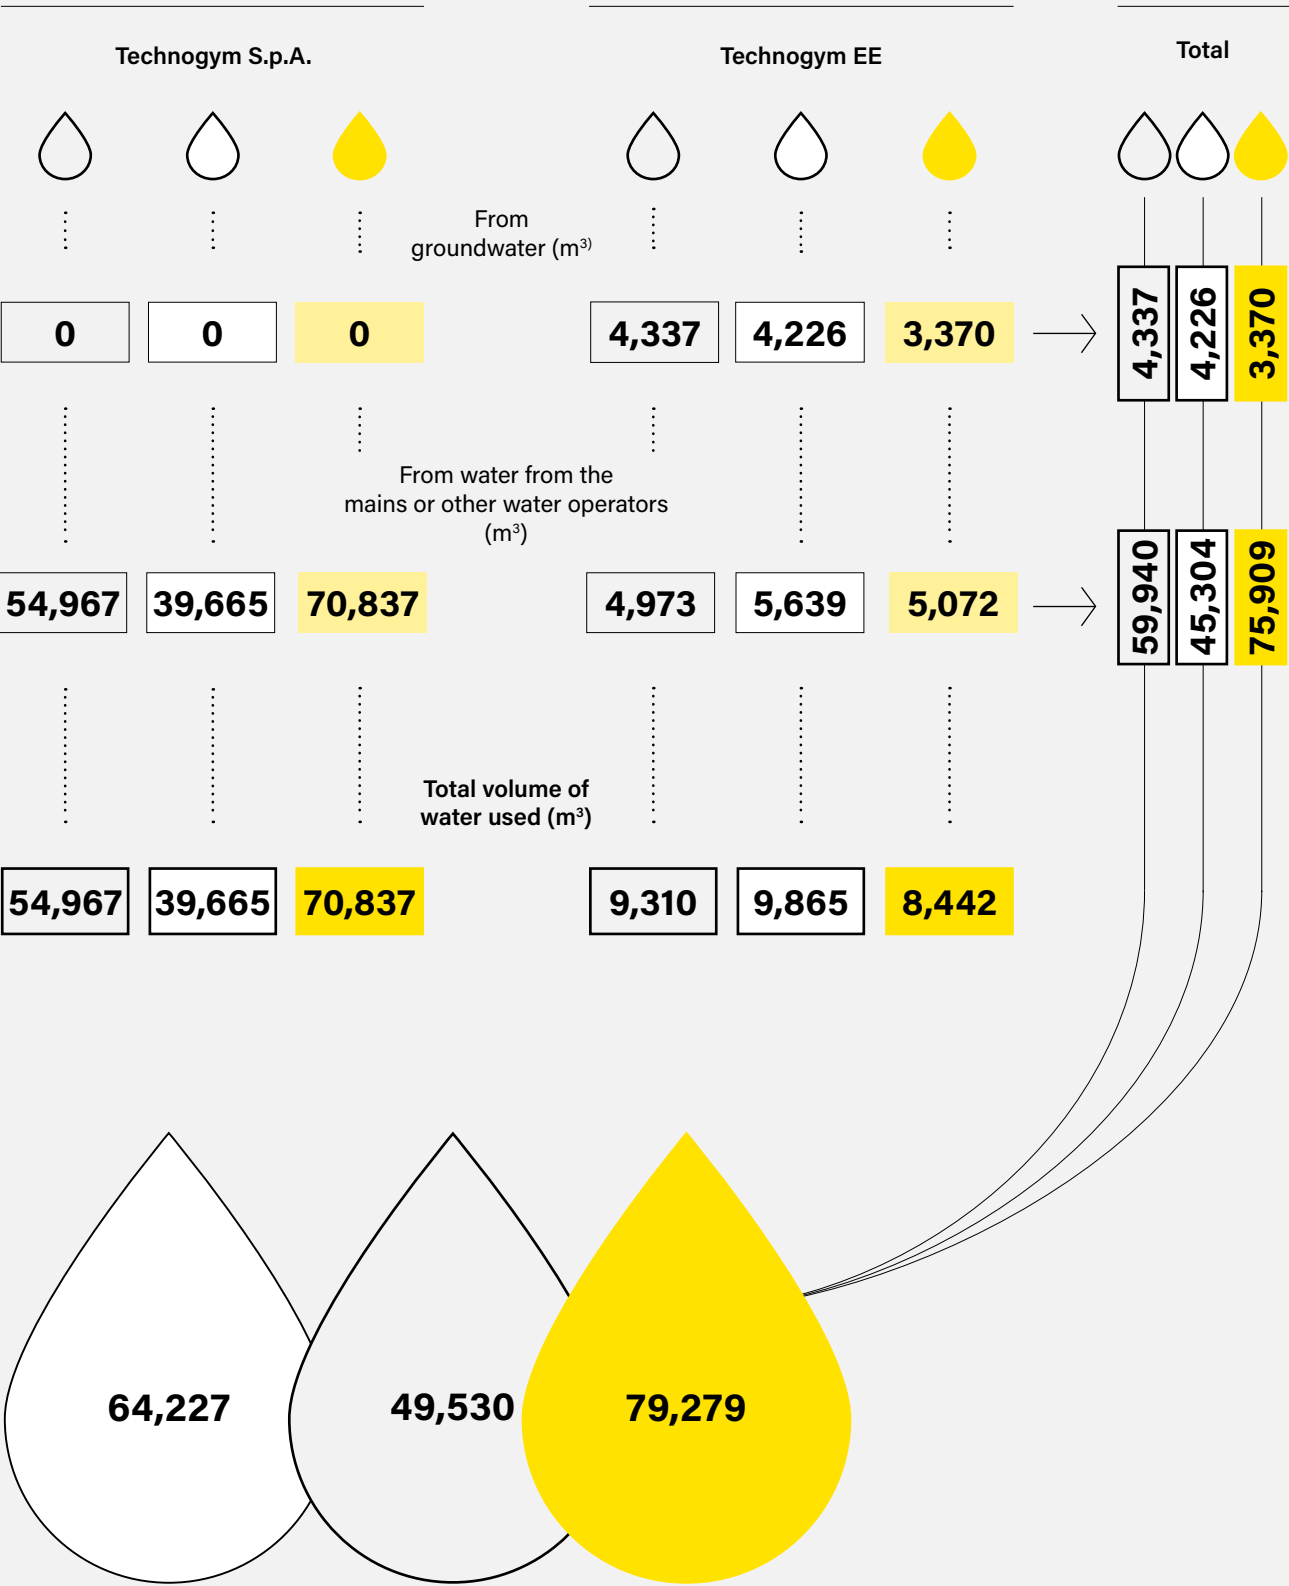 Technogym S.p.A.
Technogym EE
Total
From
groundwater (m³⁾
0
0
0
4,337
4,226
3,370
4,337
4,226
3,370
From water from the
mains or other water operators
(m³)
54,967
39,665
70,837
4,973
5,639
5,072
59,940
45,304
75,909
Total volume of
water used (m³)
54,967
39,665
70,837
9,310
9,865
8,442
64,227
49,530
79,279